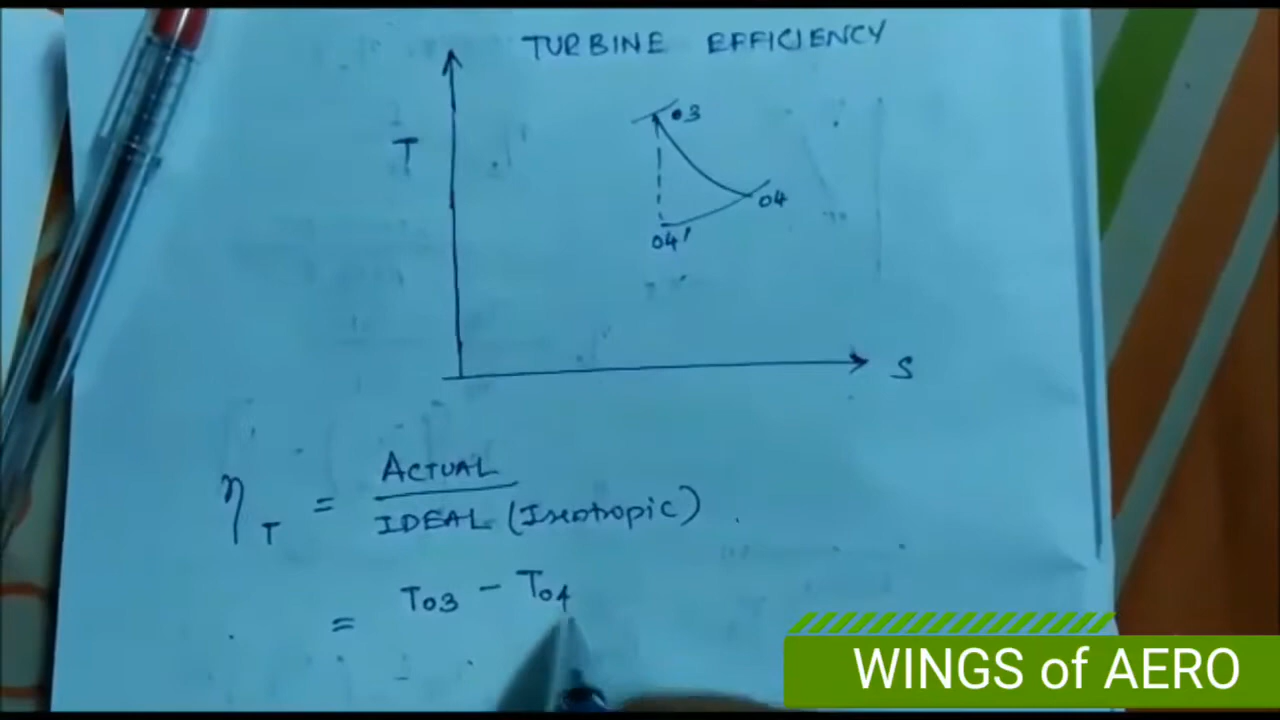 TURBINE EFFICIENCY
T
03
04
04'
S
η_T = ACTUAL / IDEAL (Isentropic)
= T03 - T04
WINGS of AERO